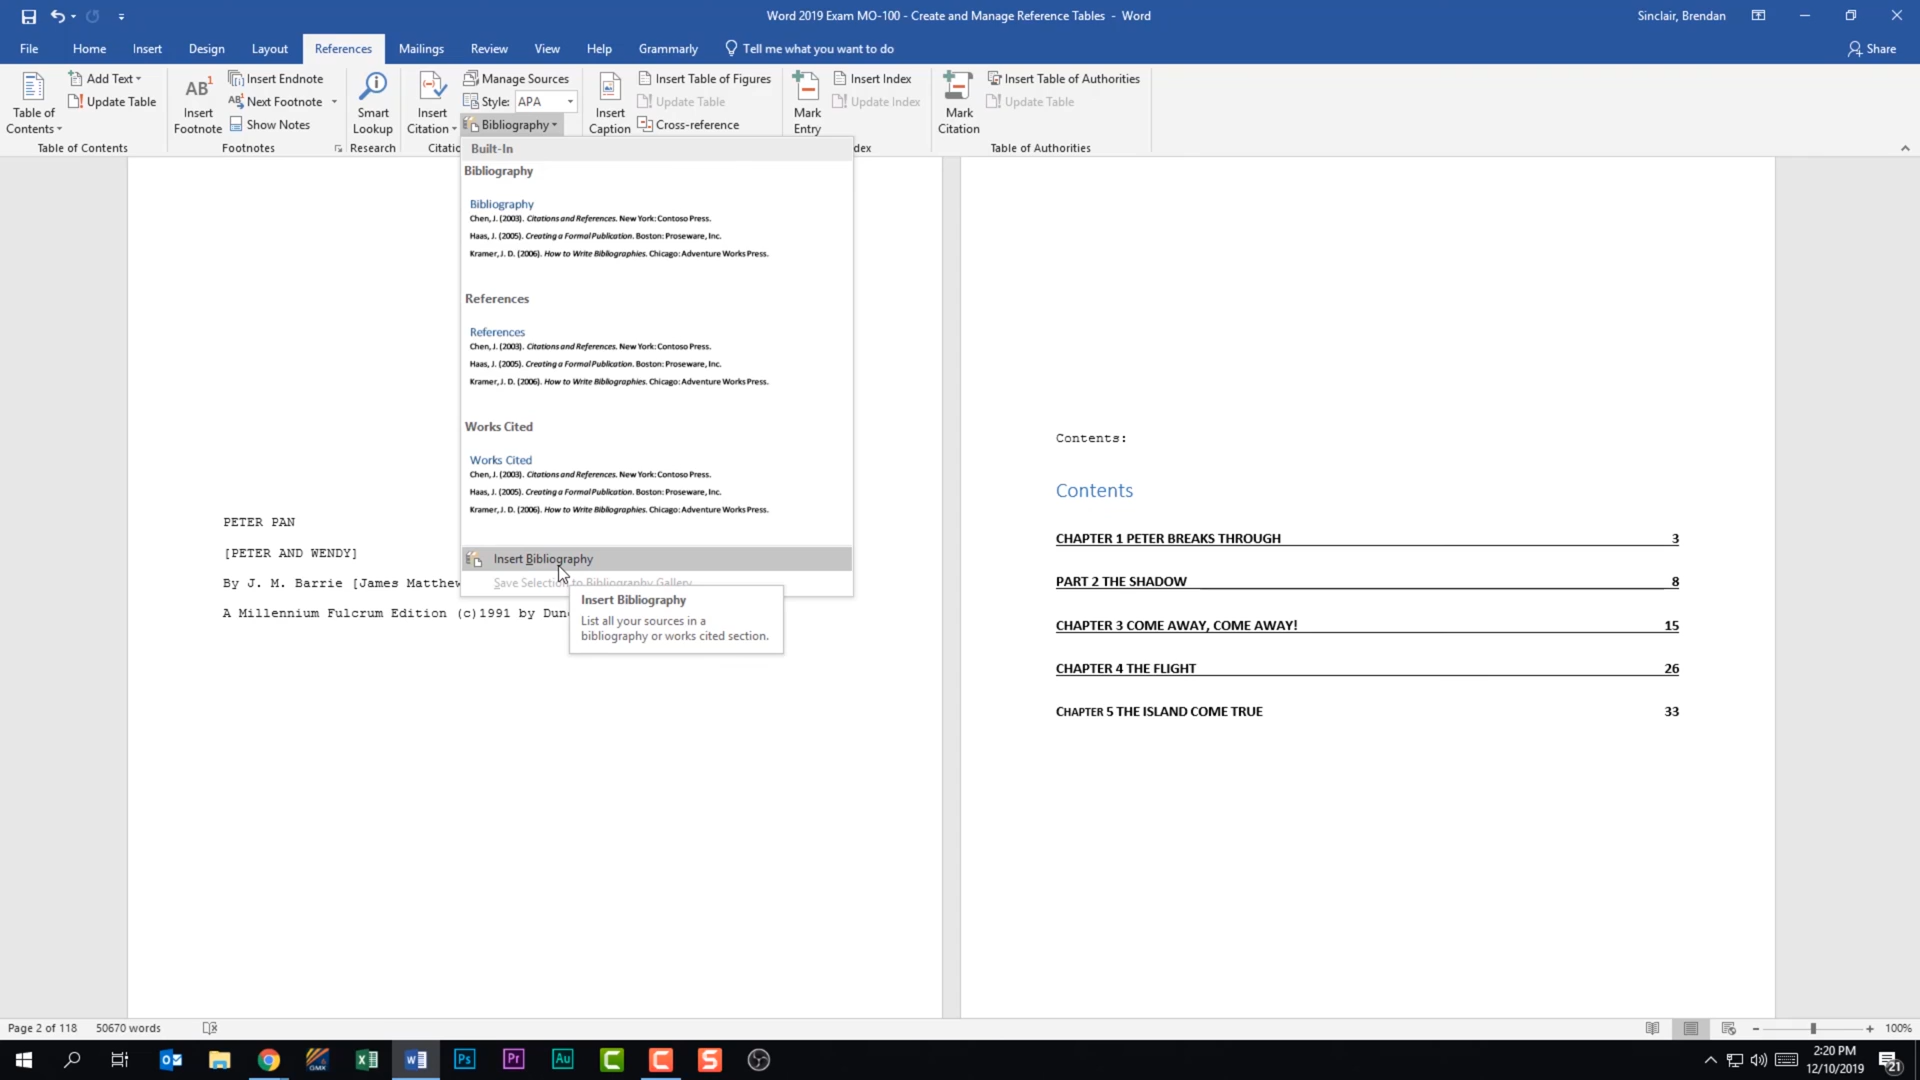 Word 2019 Exam MO-100 - Create and Manage Reference Tables - Word
Sinclair, Brendan
File Home Insert Design Layout References Mailings Review View Help Grammarly Tell me what you want to do Share
Table of Contents
Add Text
Update Table
Table of Contents
AB1
Insert Footnote
Insert Endnote
Next Footnote
Show Notes
Footnotes
Smart Lookup
Research
Insert Citation
Manage Sources
Style: APA
Bibliography
Citatio
Insert Caption
Insert Table of Figures
Update Table
Cross-reference
Mark Entry
Insert Index
Update Index
dex
Mark Citation
Insert Table of Authorities
Update Table
Table of Authorities
Built-In
Bibliography
Bibliography
Chen, J. (2003). Citations and References. New York: Contoso Press.
Haas, J. (2005). Creating a Formal Publication. Boston: Proseware, Inc.
Kramer, J. D. (2006). How to Write Bibliographies. Chicago: Adventure Works Press.
References
References
Chen, J. (2003). Citations and References. New York: Contoso Press.
Haas, J. (2005). Creating a Formal Publication. Boston: Proseware, Inc.
Kramer, J. D. (2006). How to Write Bibliographies. Chicago: Adventure Works Press.
Works Cited
Works Cited
Chen, J. (2003). Citations and References. New York: Contoso Press.
Haas, J. (2005). Creating a Formal Publication. Boston: Proseware, Inc.
Kramer, J. D. (2006). How to Write Bibliographies. Chicago: Adventure Works Press.
Insert Bibliography
Save Selection to Bibliography Gallery
Insert Bibliography
List all your sources in a
bibliography or works cited section.
PETER PAN
[PETER AND WENDY]
By J. M. Barrie [James Matthew
A Millennium Fulcrum Edition (c)1991 by Dunc
Contents:
Contents
CHAPTER 1 PETER BREAKS THROUGH 3
PART 2 THE SHADOW 8
CHAPTER 3 COME AWAY, COME AWAY! 15
CHAPTER 4 THE FLIGHT 26
CHAPTER 5 THE ISLAND COME TRUE 33
Page 2 of 118 50670 words
100%
GMX
Ps Pr Au
2:20 PM
12/10/2019
21